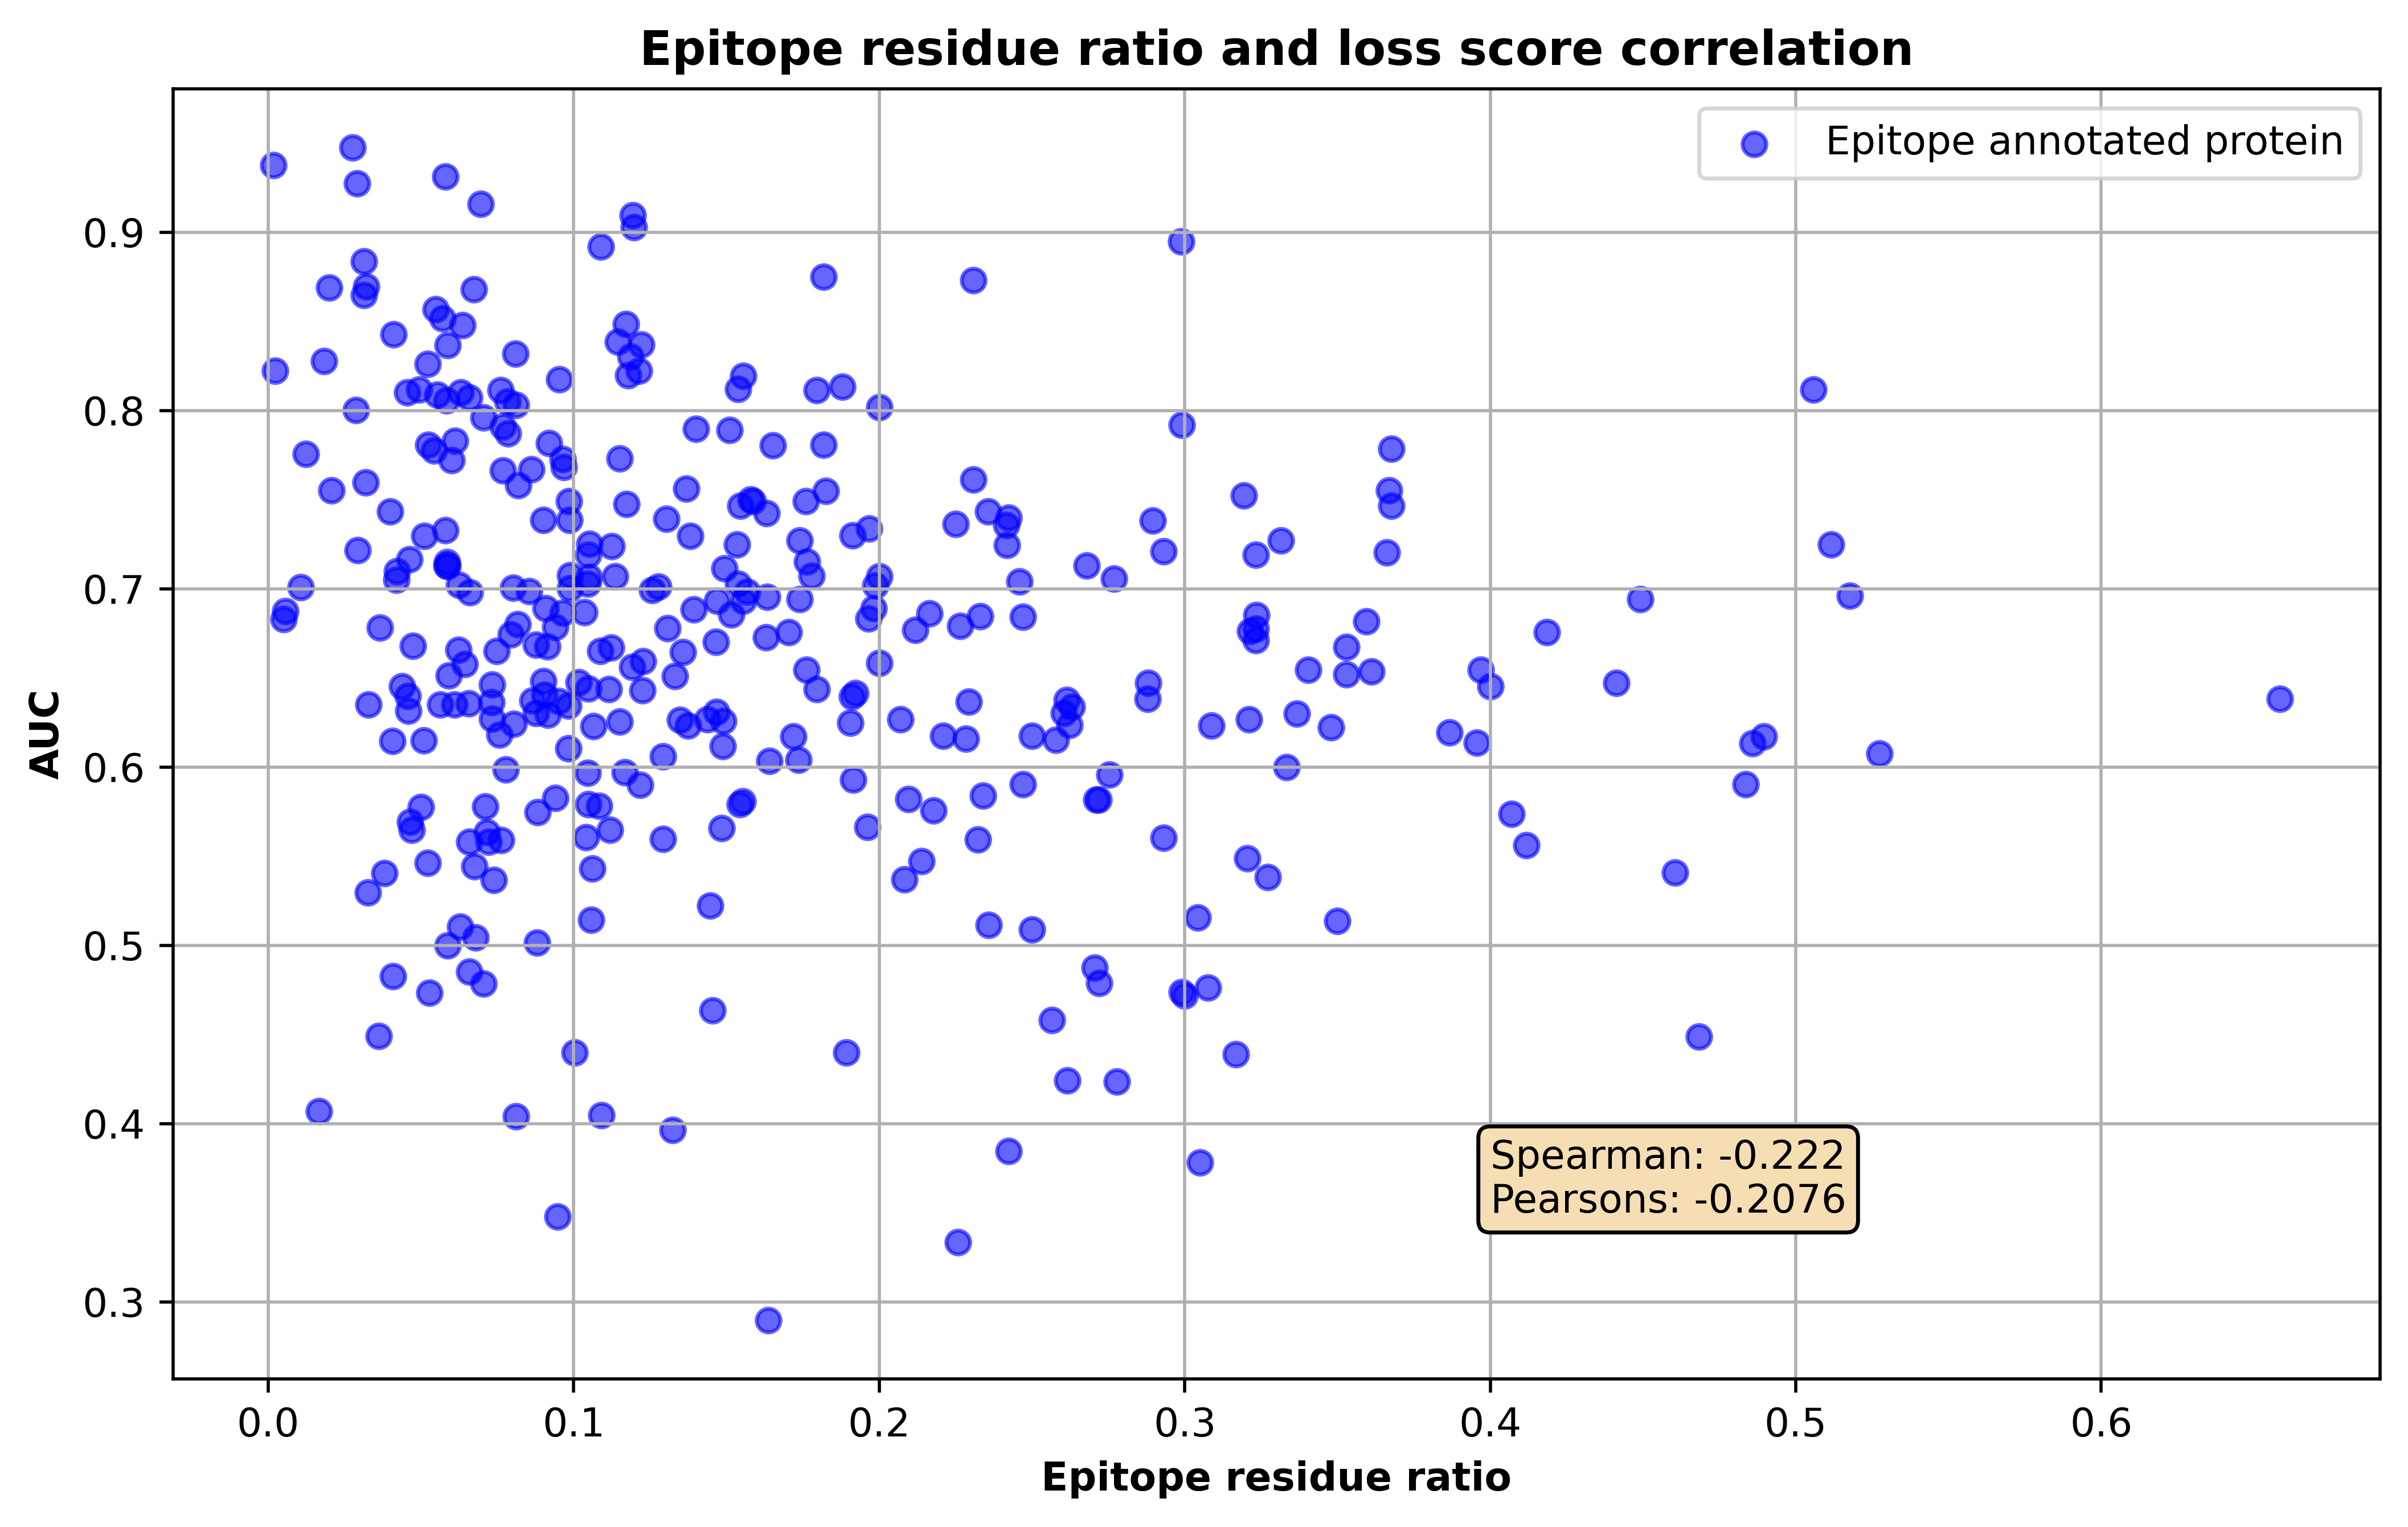 Epitope residue ratio and loss score correlation
Epitope annotated protein
0.9
0.8
0.7
0.6
0.5
0.4
0.3
AUC
Spearman: -0.222
Pearsons: -0.2076
0.0 0.1 0.2 0.3 0.4 0.5 0.6
Epitope residue ratio